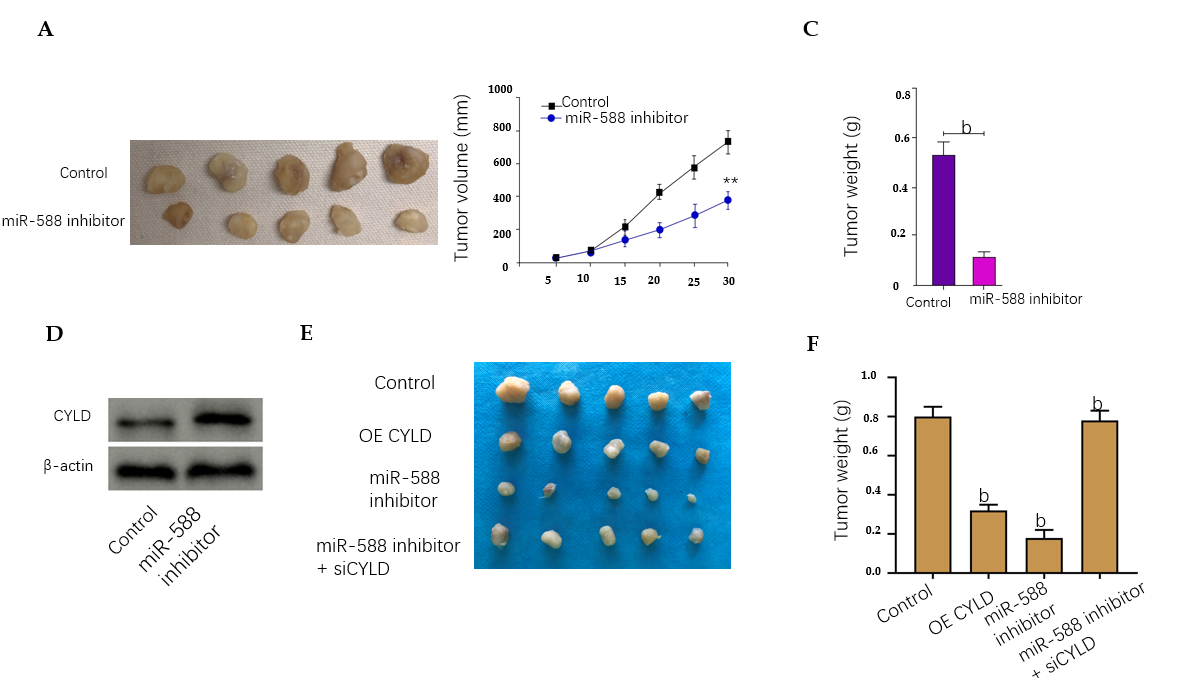 A
Control
miR-588 inhibitor
Tumor volume (mm)
1000
800
600
400
200
0
5
10
15
20
25
30
Control
miR-588 inhibitor
**
C
Tumor weight (g)
0.8
0.6
0.4
0.2
0
b
Control
miR-588 inhibitor
D
CYLD
β-actin
Control
miR-588
inhibitor
E
Control
OE CYLD
miR-588
inhibitor
miR-588 inhibitor
+ siCYLD
F
Tumor weight (g)
1.0
0.8
0.6
0.4
0.2
0.0
b
b
b
Control
OE CYLD
miR-588
inhibitor
miR-588 inhibitor
+ siCYLD